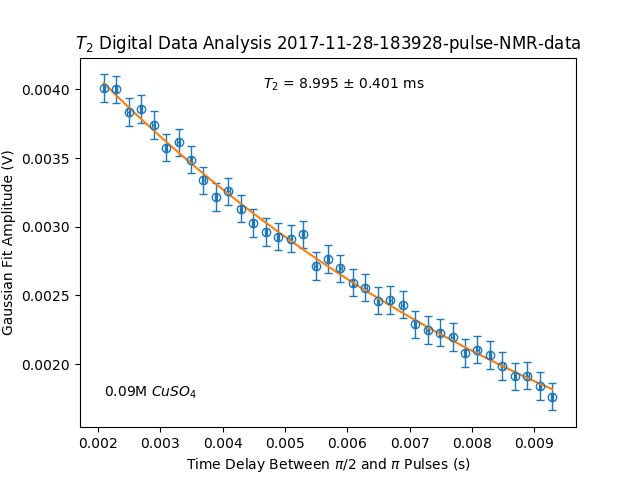 T₂ Digital Data Analysis 2017-11-28-183928-pulse-NMR-data
T₂ = 8.995 ± 0.401 ms
0.09M CuSO₄
Gaussian Fit Amplitude (V)
0.0040
0.0035
0.0030
0.0025
0.0020
0.002 0.003 0.004 0.005 0.006 0.007 0.008 0.009
Time Delay Between π/2 and π Pulses (s)